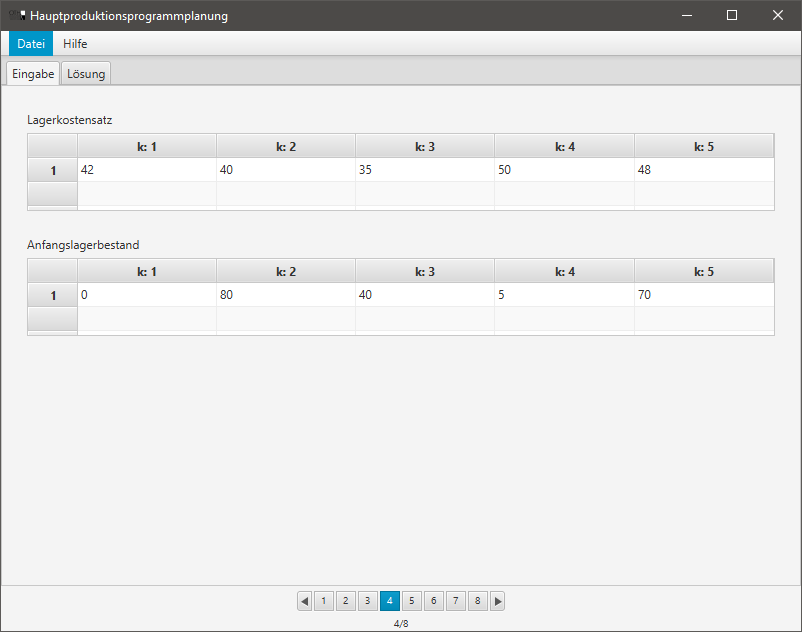 Hauptproduktionsprogrammplanung
Datei Hilfe
Eingabe Lösung
Lagerkostensatz
k: 1 k: 2 k: 3 k: 4 k: 5
1 42 40 35 50 48
Anfangslagerbestand
k: 1 k: 2 k: 3 k: 4 k: 5
1 0 80 40 5 70
1 2 3 4 5 6 7 8
4/8